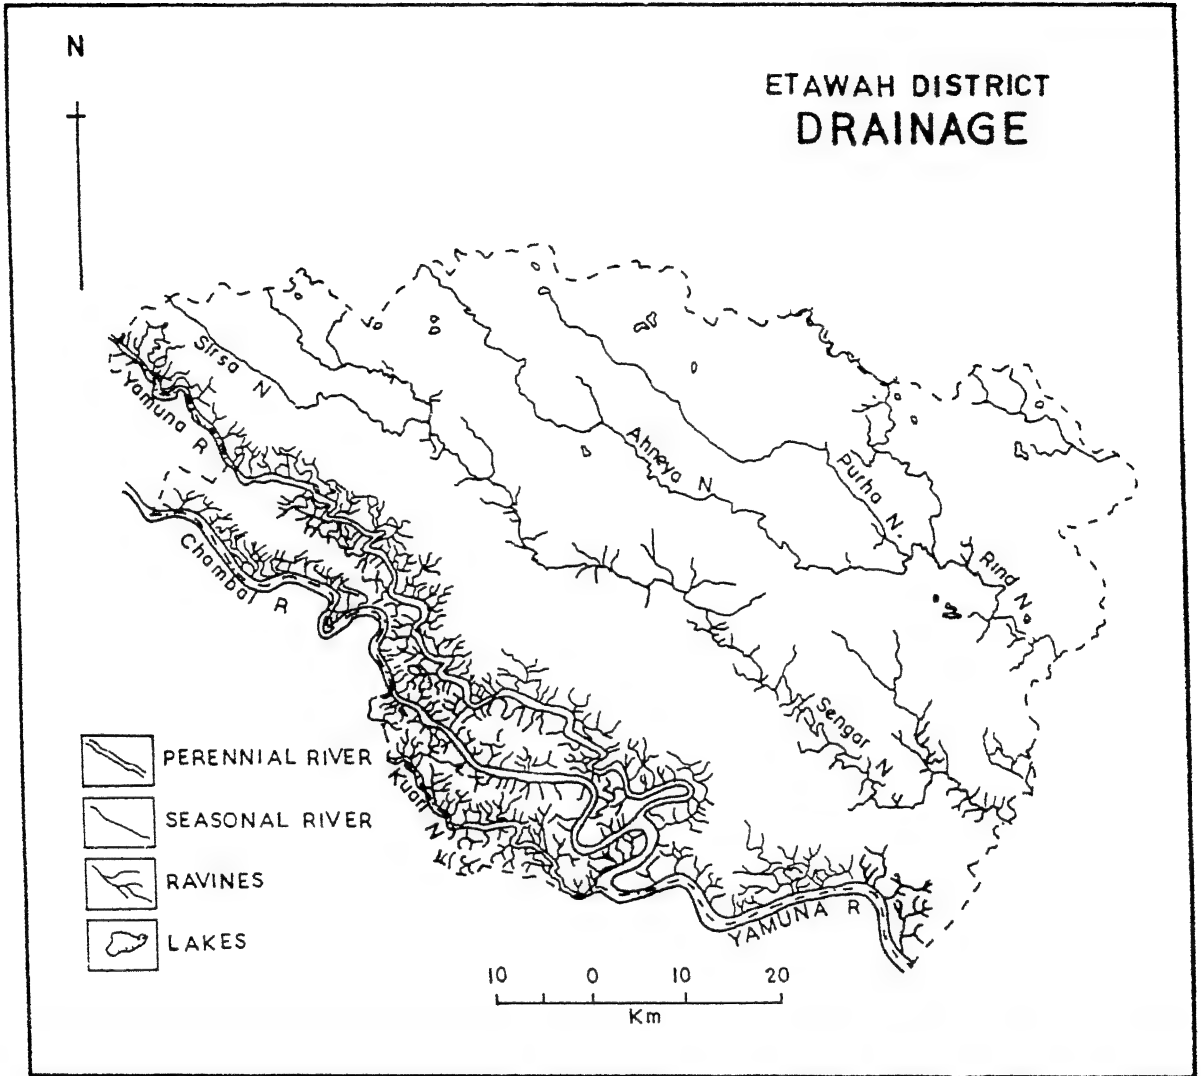 N
ETAWAH DISTRICT
DRAINAGE
Sirsa N
Yamuna R
Ahneya N
Purha N.
Chambal R
Rind N.
Sengar N
Kuari N.
YAMUNA R
PERENNIAL RIVER
SEASONAL RIVER
RAVINES
LAKES
10 0 10 20
Km